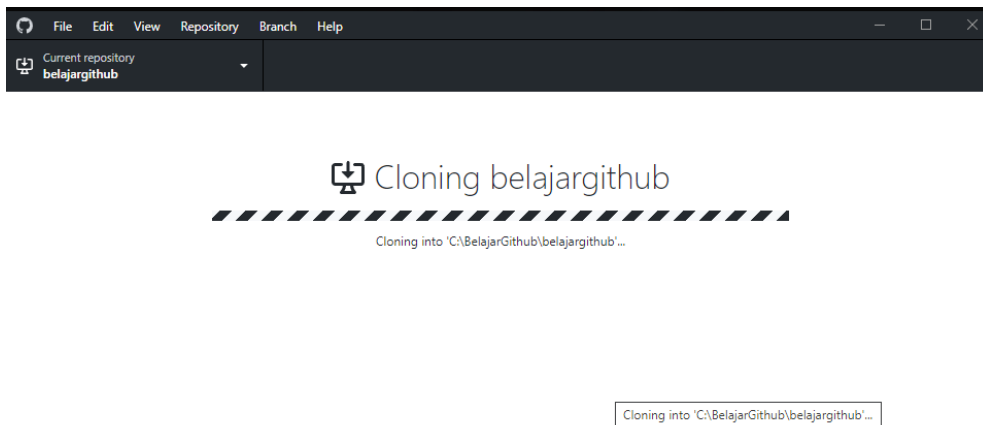 File Edit View Repository Branch Help
Current repository
belajargithub
Cloning belajargithub
Cloning into 'C:\BelajarGithub\belajargithub'...
Cloning into 'C:\BelajarGithub\belajargithub'...